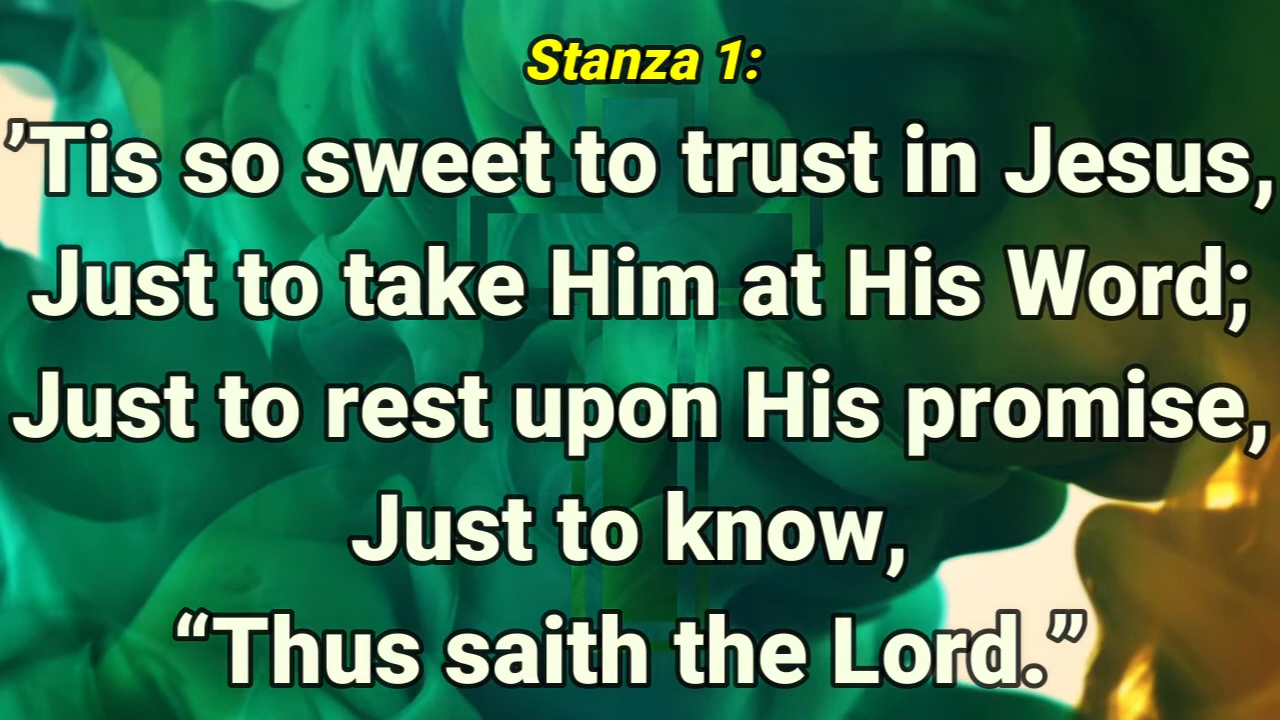 Stanza 1:
’Tis so sweet to trust in Jesus,
Just to take Him at His Word;
Just to rest upon His promise,
Just to know,
“Thus saith the Lord.”